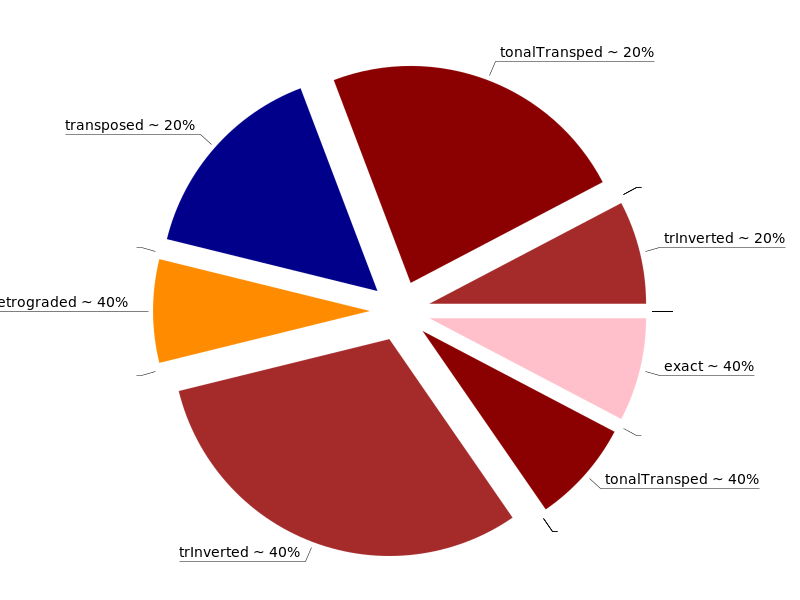 tonalTransped ~ 20%
transposed ~ 20%
trInverted ~ 20%
etrograded ~ 40%
exact ~ 40%
tonalTransped ~ 40%
trInverted ~ 40%